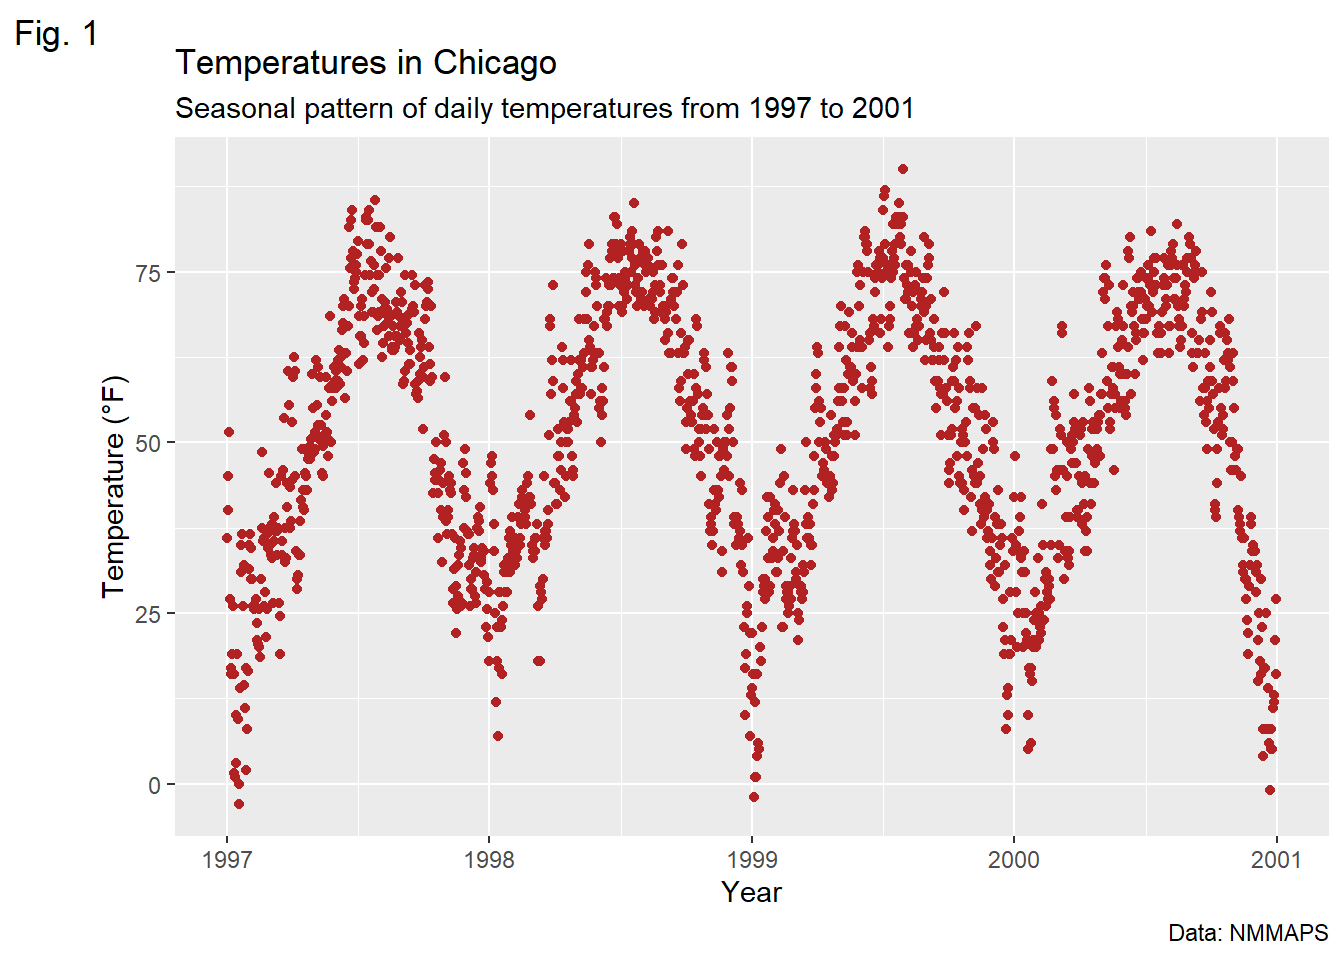 Fig. 1
Temperatures in Chicago
Seasonal pattern of daily temperatures from 1997 to 2001
Temperature (°F)
75
50
25
0
1997 1998 1999 2000 2001
Year
Data: NMMAPS